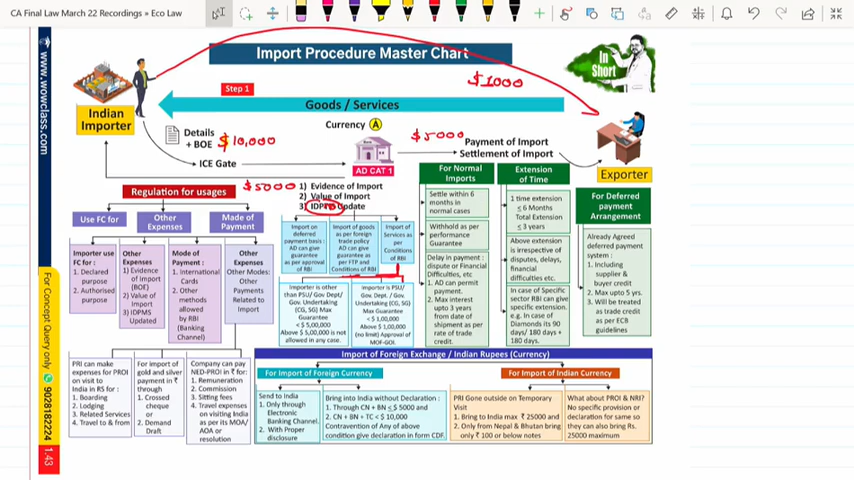 CA Final Law March 22 Recordings » Eco Law
www.wowclass.com
For Concept Query only
9028182224
1.43
Import Procedure Master Chart
In
Short
$1000
Step 1
Goods / Services
Indian
Importer
Details
+ BOE
$10,000
ICE Gate
Currency A
Bank
AD CAT 1
$5000
Payment of Import
Settlement of Import
Exporter
$5000
1) Evidence of Import
2) Value of Import
3) IDPMS Update
Regulation for usages
Use FC for
Other
Expenses
Made of
Payment
Importer use
FC for:
1. Declared
purpose
2. Authorised
purpose
Other
Expenses
1) Evidence
of import
(BOE)
2) Value of
Import
3) IDPMS
Updated
Mode of
Payment :
1. International
Cards
2. Other
methods
allowed
by RBI
(Banking
Channel)
Other
expenses
Other Modes:
Other
Payments
Related to
Import
PRI can make
expenses for PROI
on visit to
India in RS for :
1. Boarding
2. Lodging
3. Related Services
4. Travel to & from
For import of
gold and silver
payment in ₹
through
1. Crossed
cheque
or
2. Demand
Draft
Company can pay
NED-PROI in ₹ for:
1. Remuneration
2. Commission
3. Sitting fees
4. Travel expenses
on visiting India
as per its MOA/
AOA or
resolution
Import on
deferred
payment basis :
AD can give
guarantee
as per approval
of RBI
Import of goods
as per foreign
trade policy
AD can give
guarantee as
per FTP and
Conditions of RBI
Import of
Services as
per
Conditions
of RBI
Importer is other
than PSU/ Gov Dept/
Gov. Undertaking
(CG, SG) Max
Guarantee
< $ 5,00,000
Above $ 5,00,000 is not
allowed in any case.
Importer is PSU/
Gov. Dept. / Gov.
Undertaking (CG, SG)
Max Guarantee
< $ 1,00,000
Above $ 1,00,000
(no limit) Approval of
MOF-GOI.
For Normal
Imports
Settle within 6
months in
normal cases
Withhold as per
performance
Guarantee
Delay in payment :
dispute or Financial
Difficulties, etc
1. AD can permit
payment.
2. Max interest
upto 3 years
from date of
shipment as per
rate of trade
credit.
Extension
of Time
1 time extension
≤ 6 Months
Total Extension
≤ 3 years
Above extension
is irrespective of
disputes, delays,
financial
difficulties etc.
In case of Specific
sector RBI can give
specific extension.
e.g. In case of
Diamonds its 90
days/ 180 days +
180 days.
For Deferred
payment
Arrangement
Already Agreed
deferred payment
system :
1. Including
supplier &
buyer credit
2. Max upto 5 yrs.
3. Will be treated
as trade credit
as per ECB
guidelines
Import of Foreign Exchange / Indian Rupees (Currency)
For Import of Foreign Currency
For Import of Indian Currency
Send to India
1. Only through
Electronic
Banking Channel.
2. With Proper
disclosure
Bring into India without Declaration :
1. Through CN + BN ≤ $ 5000 and
2. CN + BN + TC < $ 10,000
Contravention of Any of above
condition give declaration in form CDF.
PRI Gone outside on Temporary
Visit
1. Bring to India max ₹ 25000 and
2. Only from Nepal & Bhutan bring
only ₹ 100 or below notes
What about PROI & NRI?
No specific provision or
declaration for same so
they can also bring Rs.
25000 maximum